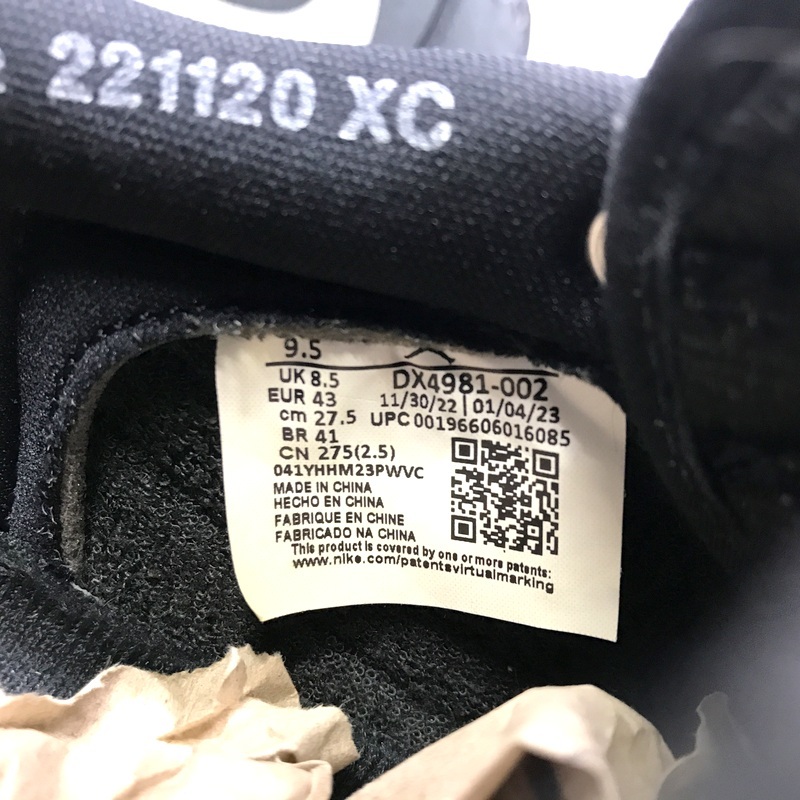 221120 XC
9.5
UK 8.5 DX4981-002
EUR 43 11/30/22 | 01/04/23
cm 27.5 UPC 00196606016085
BR 41
CN 275(2.5)
041YHHM23PWVC
MADE IN CHINA
HECHO EN CHINA
FABRIQUE EN CHINE
FABRICADO NA CHINA
This product is covered by one or more patents:
www.nike.com/patentsvirtualmarking